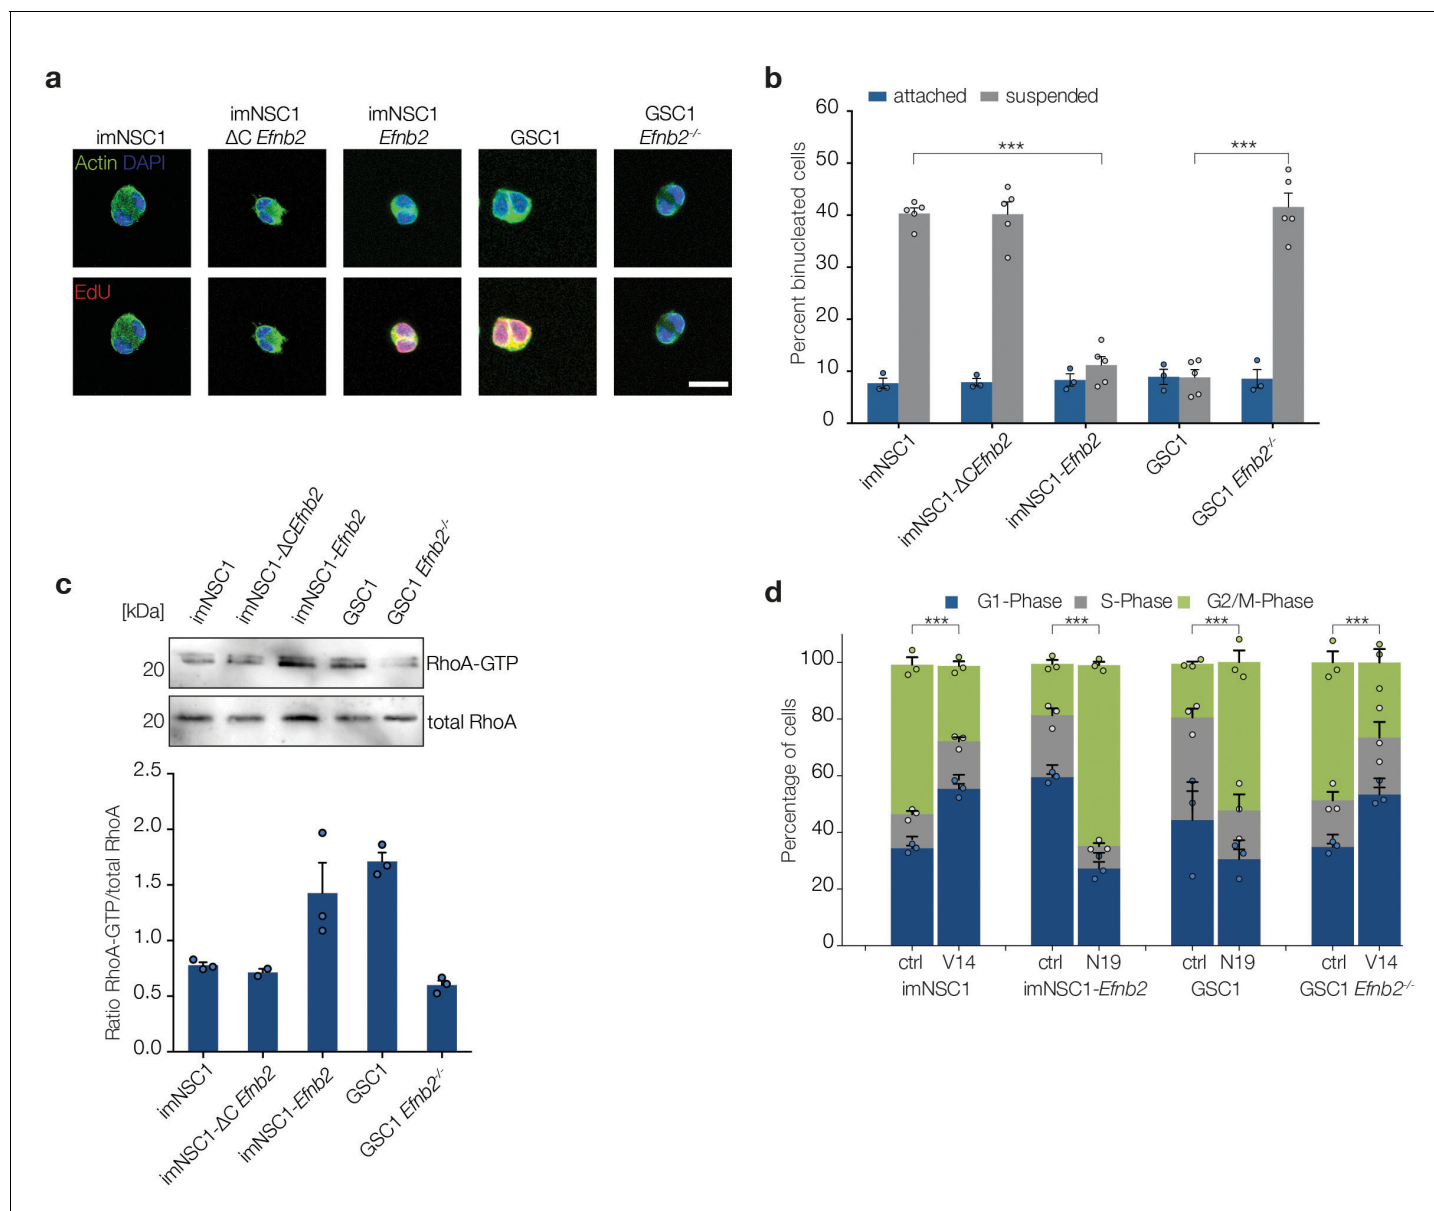 a
imNSC1
imNSC1
ΔC Efnb2
imNSC1
Efnb2
GSC1
GSC1
Efnb2-/-
Actin DAPI
EdU
b
attached
suspended
Percent binucleated cells
60
50
40
30
20
10
0
***
***
imNSC1
imNSC1-ΔCEfnb2
imNSC1-Efnb2
GSC1
GSC1 Efnb2-/-
c
imNSC1
imNSC1-ΔCEfnb2
imNSC1-Efnb2
GSC1
GSC1 Efnb2-/-
[kDa]
20
RhoA-GTP
20
total RhoA
Ratio RhoA-GTP/total RhoA
2.5
2.0
1.5
1.0
0.5
0.0
imNSC1
imNSC1-ΔC Efnb2
imNSC1-Efnb2
GSC1
GSC1 Efnb2-/-
d
G1-Phase
S-Phase
G2/M-Phase
***
***
***
***
Percentage of cells
100
80
60
40
20
0
ctrl V14 ctrl N19 ctrl N19 ctrl V14
imNSC1 imNSC1-Efnb2 GSC1 GSC1 Efnb2-/-